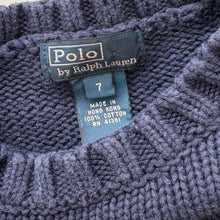 Polo
by Ralph Lauren
7
MADE IN
HONG KONG
100% COTTON
RN 41381